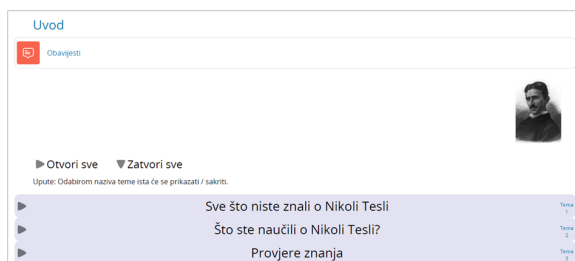 Uvod
Obavijesti
Otvori sve Zatvori sve
Upute: Odabirom naziva teme ista će se prikazati / sakriti.
Sve što niste znali o Nikoli Tesli Tema 1
Što ste naučili o Nikoli Tesli? Tema 2
Provjere znanja Tema 3